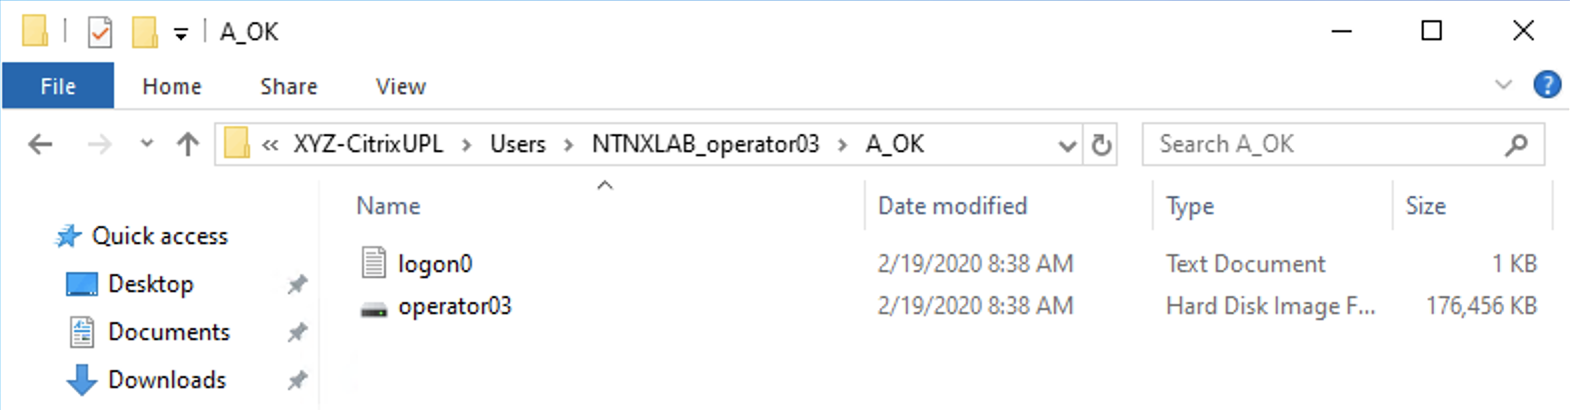 A_OK
File Home Share View
« XYZ-CitrixUPL > Users > NTNXLAB_operator03 > A_OK Search A_OK
Name Date modified Type Size
Quick access
logon0 2/19/2020 8:38 AM Text Document 1 KB
Desktop
operator03 2/19/2020 8:38 AM Hard Disk Image F... 176,456 KB
Documents
Downloads